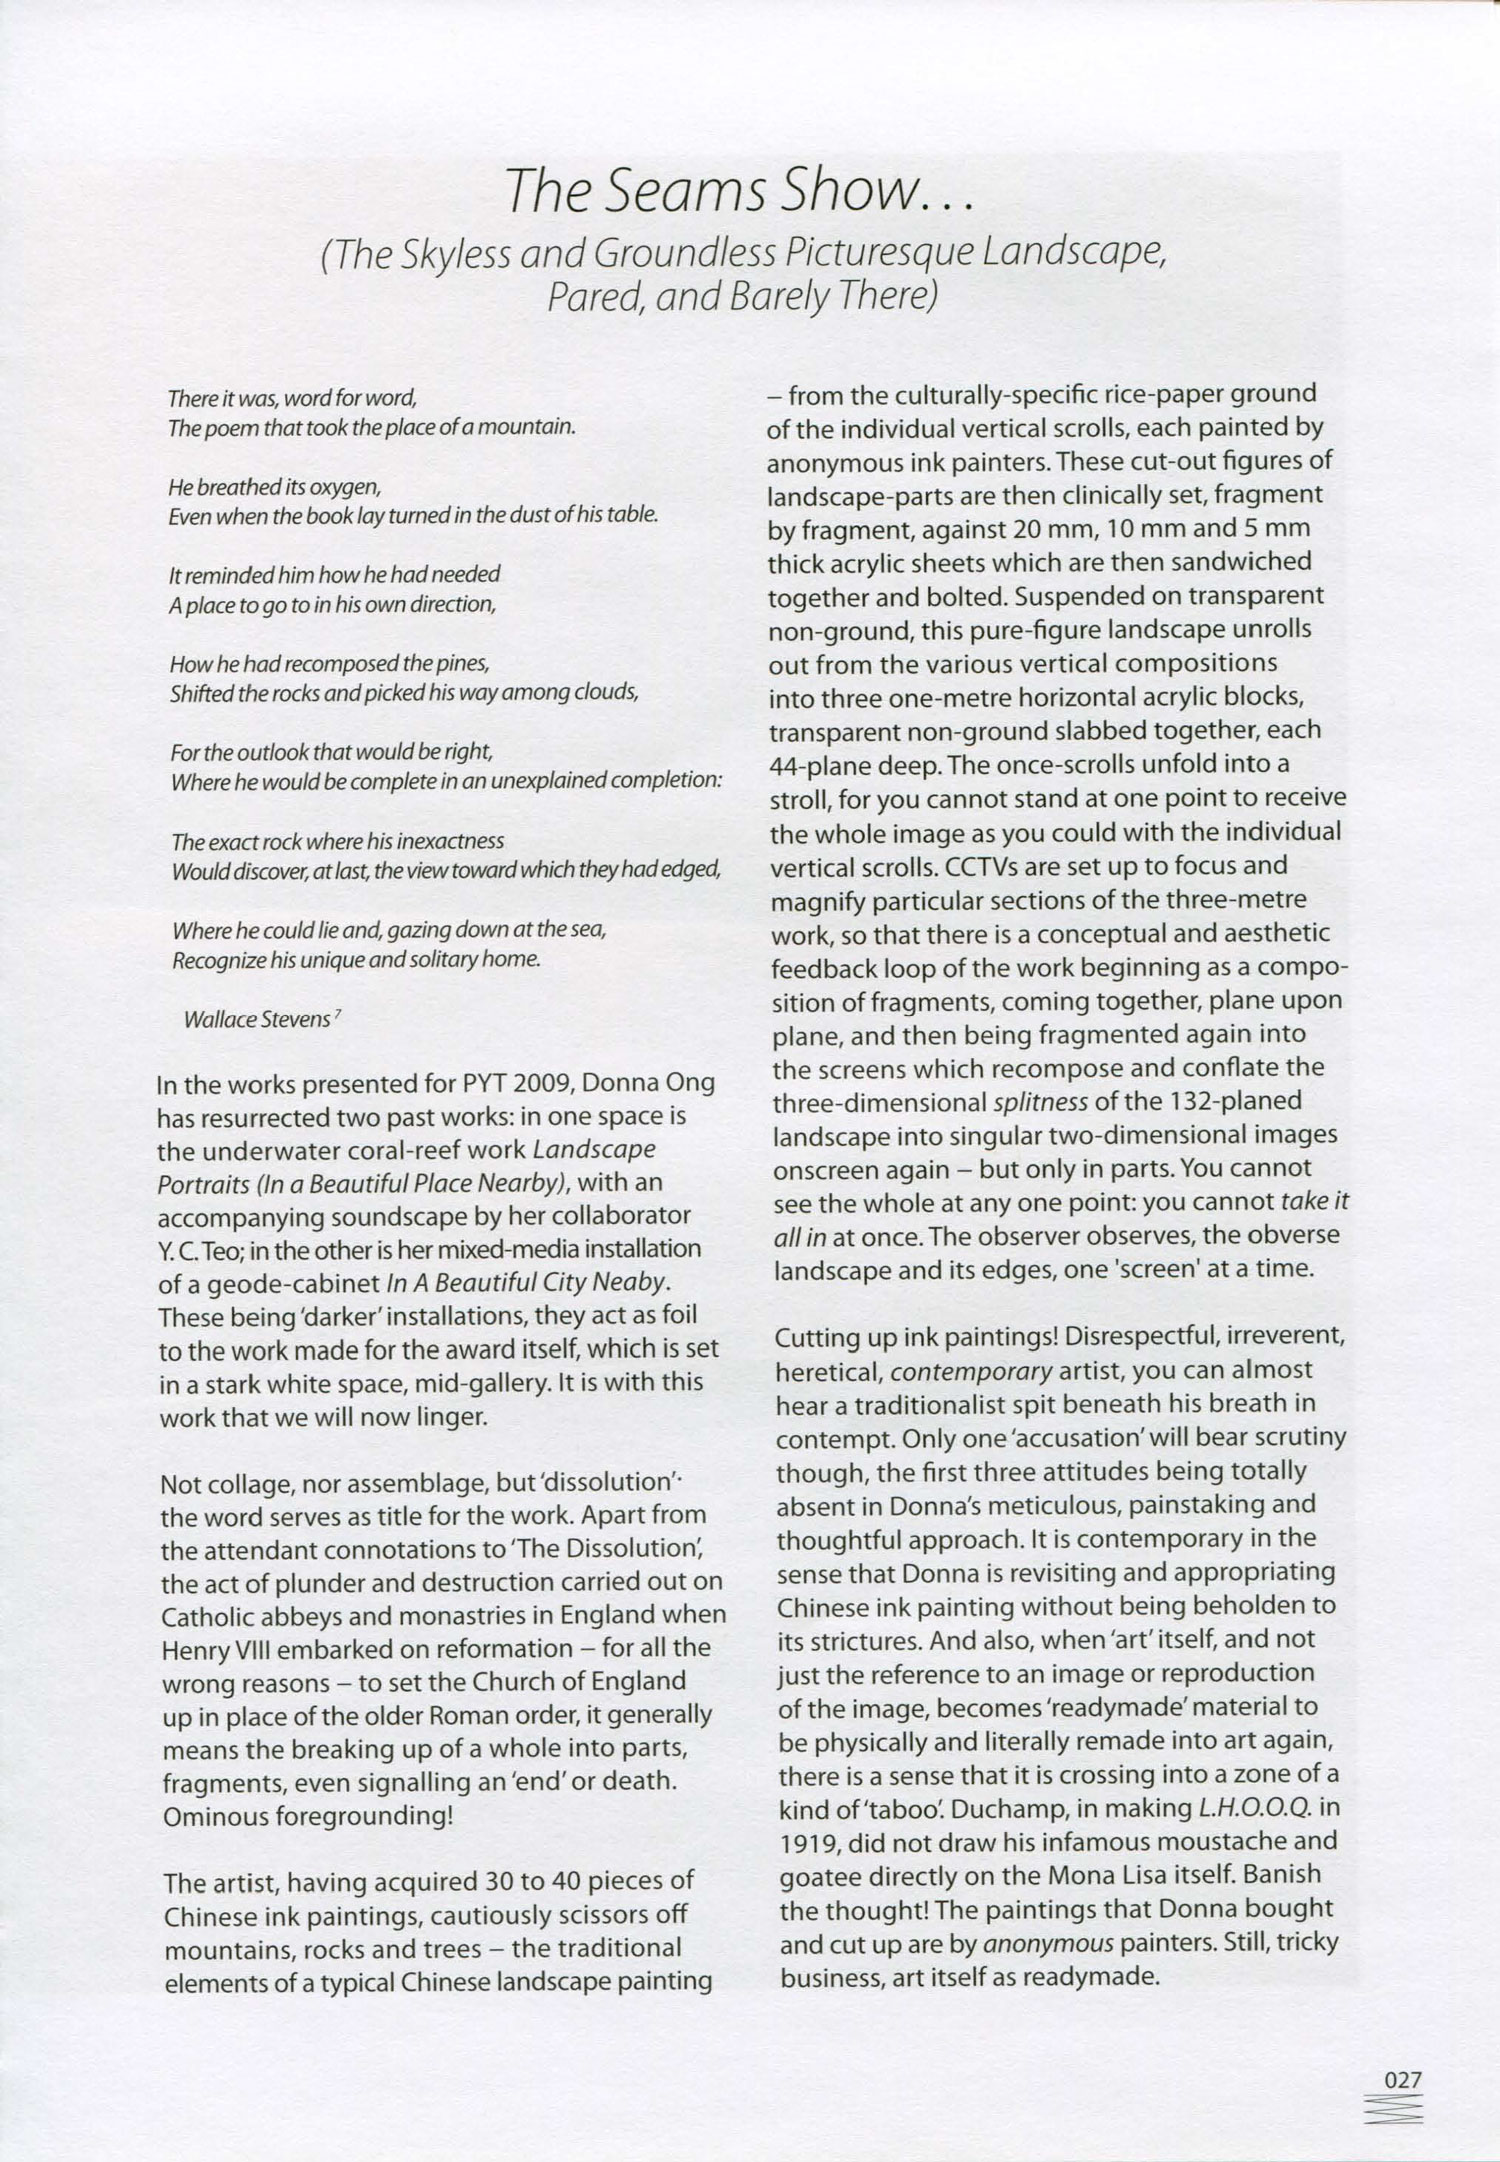 The Seams Show...
(The Skyless and Groundless Picturesque Landscape,
Pared, and Barely There)
There it was, word for word,
The poem that took the place of a mountain.
He breathed its oxygen,
Even when the book lay turned in the dust of his table.
It reminded him how he had needed
A place to go to in his own direction,
How he had recomposed the pines,
Shifted the rocks and picked his way among clouds,
For the outlook that would be right,
Where he would be complete in an unexplained completion:
The exact rock where his inexactness
Would discover, at last, the view toward which they had edged,
Where he could lie and, gazing down at the sea,
Recognize his unique and solitary home.
Wallace Stevens 7
In the works presented for PYT 2009, Donna Ong
has resurrected two past works: in one space is
the underwater coral-reef work Landscape
Portraits (In a Beautiful Place Nearby), with an
accompanying soundscape by her collaborator
Y. C. Teo; in the other is her mixed-media installation
of a geode-cabinet In A Beautiful City Neaby.
These being 'darker' installations, they act as foil
to the work made for the award itself, which is set
in a stark white space, mid-gallery. It is with this
work that we will now linger.
Not collage, nor assemblage, but 'dissolution'·
the word serves as title for the work. Apart from
the attendant connotations to 'The Dissolution',
the act of plunder and destruction carried out on
Catholic abbeys and monastries in England when
Henry VIII embarked on reformation – for all the
wrong reasons – to set the Church of England
up in place of the older Roman order, it generally
means the breaking up of a whole into parts,
fragments, even signalling an 'end' or death.
Ominous foregrounding!
The artist, having acquired 30 to 40 pieces of
Chinese ink paintings, cautiously scissors off
mountains, rocks and trees – the traditional
elements of a typical Chinese landscape painting
– from the culturally-specific rice-paper ground
of the individual vertical scrolls, each painted by
anonymous ink painters. These cut-out figures of
landscape-parts are then clinically set, fragment
by fragment, against 20 mm, 10 mm and 5 mm
thick acrylic sheets which are then sandwiched
together and bolted. Suspended on transparent
non-ground, this pure-figure landscape unrolls
out from the various vertical compositions
into three one-metre horizontal acrylic blocks,
transparent non-ground slabbed together, each
44-plane deep. The once-scrolls unfold into a
stroll, for you cannot stand at one point to receive
the whole image as you could with the individual
vertical scrolls. CCTVs are set up to focus and
magnify particular sections of the three-metre
work, so that there is a conceptual and aesthetic
feedback loop of the work beginning as a compo-
sition of fragments, coming together, plane upon
plane, and then being fragmented again into
the screens which recompose and conflate the
three-dimensional splitness of the 132-planed
landscape into singular two-dimensional images
onscreen again – but only in parts. You cannot
see the whole at any one point: you cannot take it
all in at once. The observer observes, the obverse
landscape and its edges, one 'screen' at a time.
Cutting up ink paintings! Disrespectful, irreverent,
heretical, contemporary artist, you can almost
hear a traditionalist spit beneath his breath in
contempt. Only one 'accusation' will bear scrutiny
though, the first three attitudes being totally
absent in Donna's meticulous, painstaking and
thoughtful approach. It is contemporary in the
sense that Donna is revisiting and appropriating
Chinese ink painting without being beholden to
its strictures. And also, when 'art' itself, and not
just the reference to an image or reproduction
of the image, becomes 'readymade' material to
be physically and literally remade into art again,
there is a sense that it is crossing into a zone of a
kind of 'taboo'. Duchamp, in making L.H.O.O.Q. in
1919, did not draw his infamous moustache and
goatee directly on the Mona Lisa itself. Banish
the thought! The paintings that Donna bought
and cut up are by anonymous painters. Still, tricky
business, art itself as readymade.
027